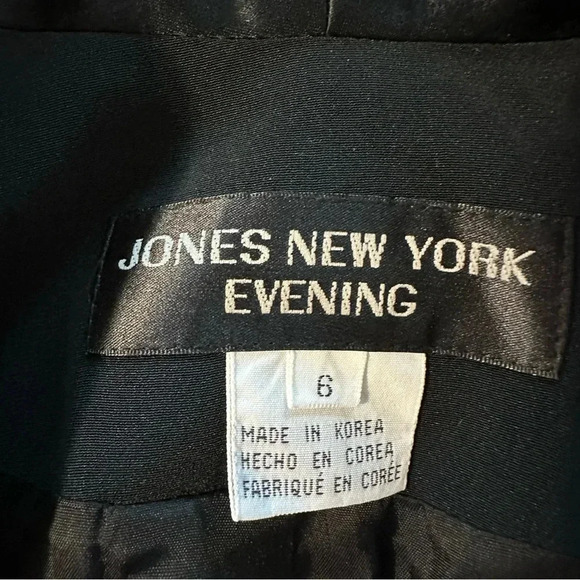 JONES NEW YORK
EVENING
6
MADE IN KOREA
HECHO EN COREA
FABRIQUÉ EN CORÉE